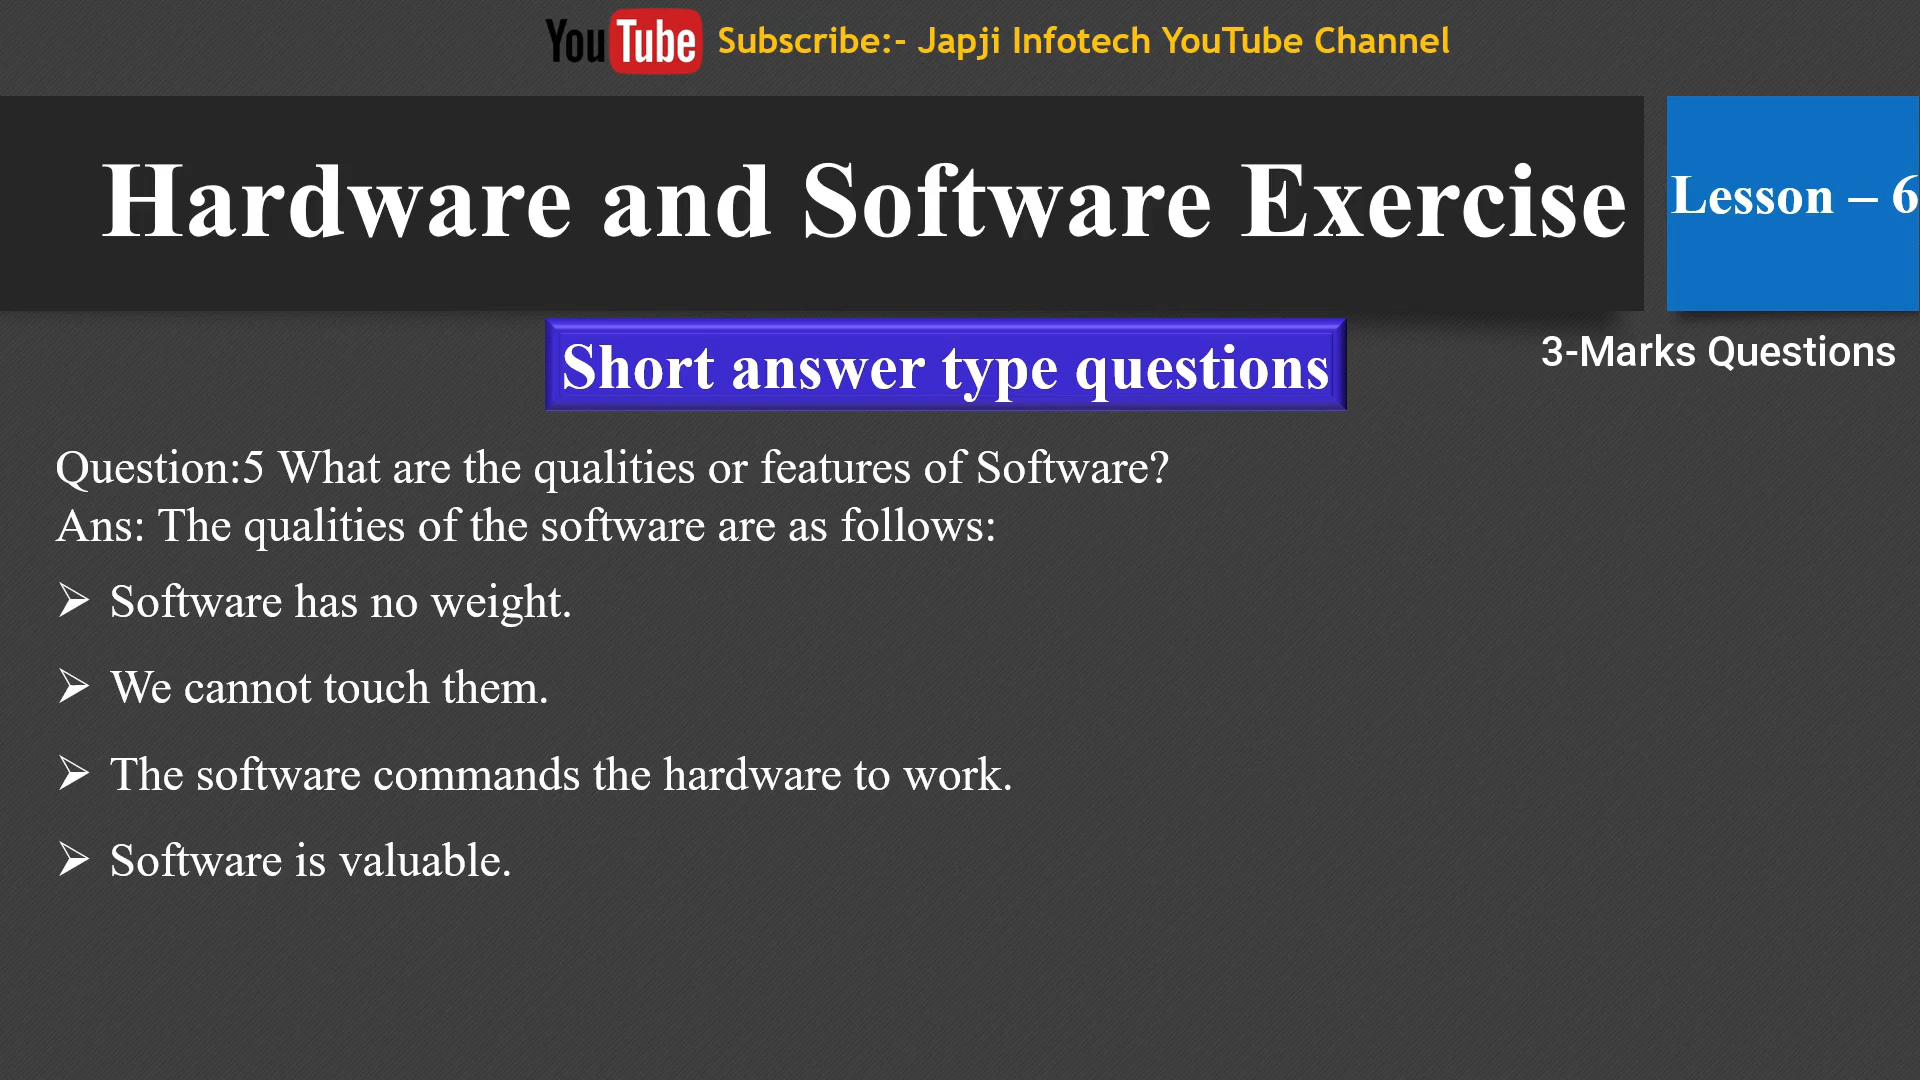 YouTube Subscribe:- Japji Infotech YouTube Channel
Hardware and Software Exercise
Lesson – 6
Short answer type questions
3-Marks Questions
Question:5 What are the qualities or features of Software?
Ans: The qualities of the software are as follows:
➢ Software has no weight.
➢ We cannot touch them.
➢ The software commands the hardware to work.
➢ Software is valuable.